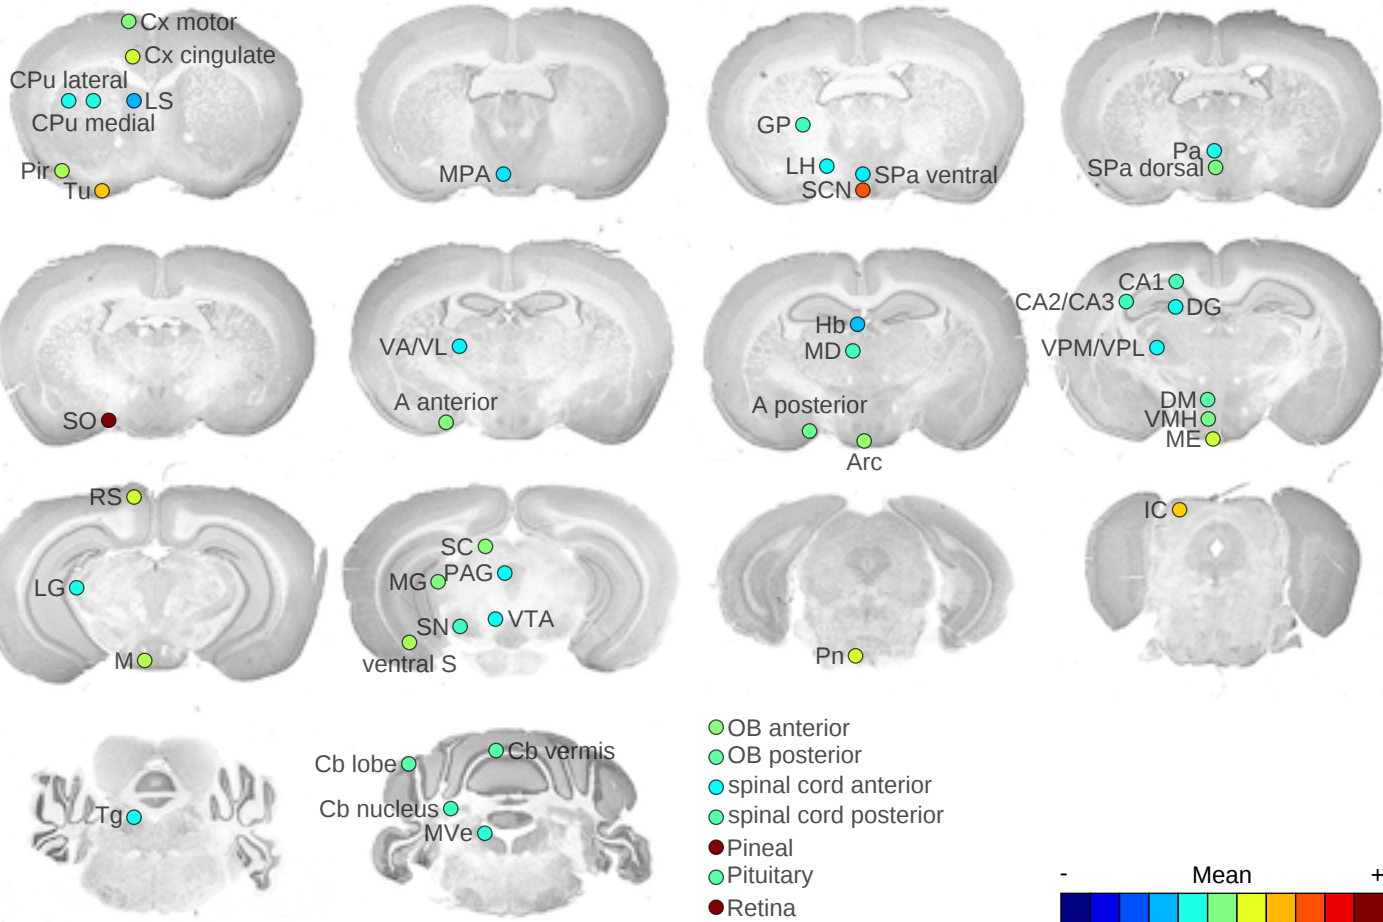 Cx motor
Cx cingulate
CPu lateral
LS
CPu medial
Pir
Tu
MPA
GP
LH
SPa ventral
SCN
Pa
SPa dorsal
SO
VA/VL
A anterior
Hb
MD
A posterior
Arc
CA1
CA2/CA3
DG
VPM/VPL
DM
VMH
ME
RS
LG
M
SC
PAG
MG
SN
VTA
ventral S
Pn
IC
Tg
Cb vermis
Cb lobe
Cb nucleus
MVe
OB anterior
OB posterior
spinal cord anterior
spinal cord posterior
Pineal
Pituitary
Retina
- Mean +